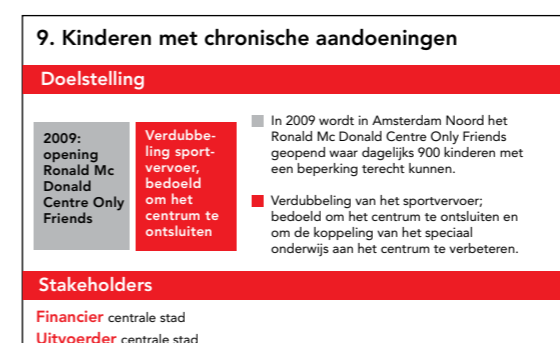 9. Kinderen met chronische aandoeningen
Doelstelling
2009:
opening
Ronald Mc
Donald
Centre Only
Friends
Verdubbe-
ling sport-
vervoer,
bedoeld
om het
centrum te
ontsluiten
In 2009 wordt in Amsterdam Noord het
Ronald Mc Donald Centre Only Friends
geopend waar dagelijks 900 kinderen met
een beperking terecht kunnen.
Verdubbeling van het sportvervoer;
bedoeld om het centrum te ontsluiten en
om de koppeling van het speciaal
onderwijs aan het centrum te verbeteren.
Stakeholders
Financier centrale stad
Uitvoerder centrale stad